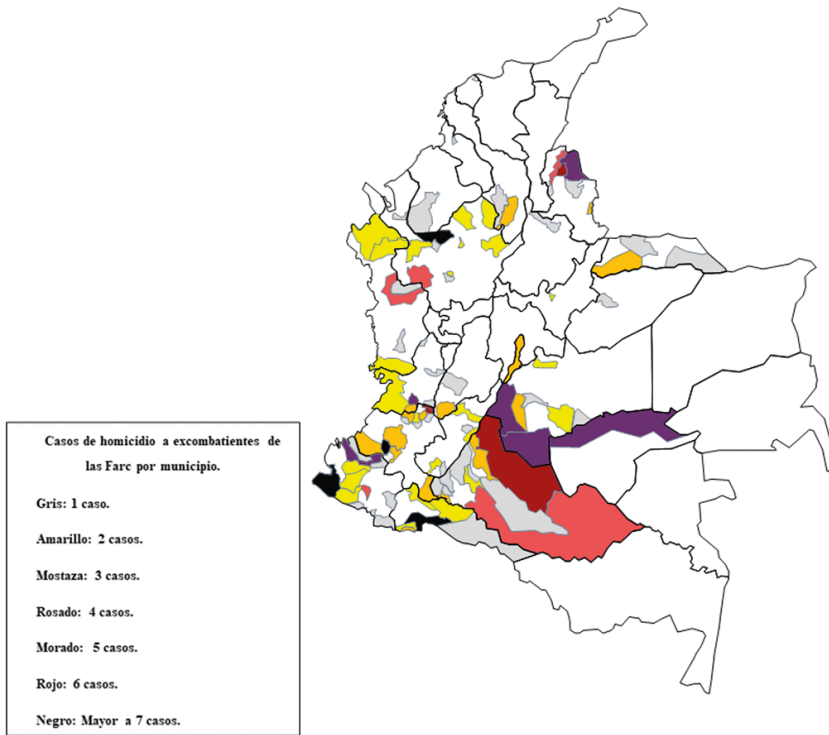 Casos de homicidio a excombatientes de
las Farc por municipio.
Gris: 1 caso.
Amarillo: 2 casos.
Mostaza: 3 casos.
Rosado: 4 casos.
Morado: 5 casos.
Rojo: 6 casos.
Negro: Mayor a 7 casos.